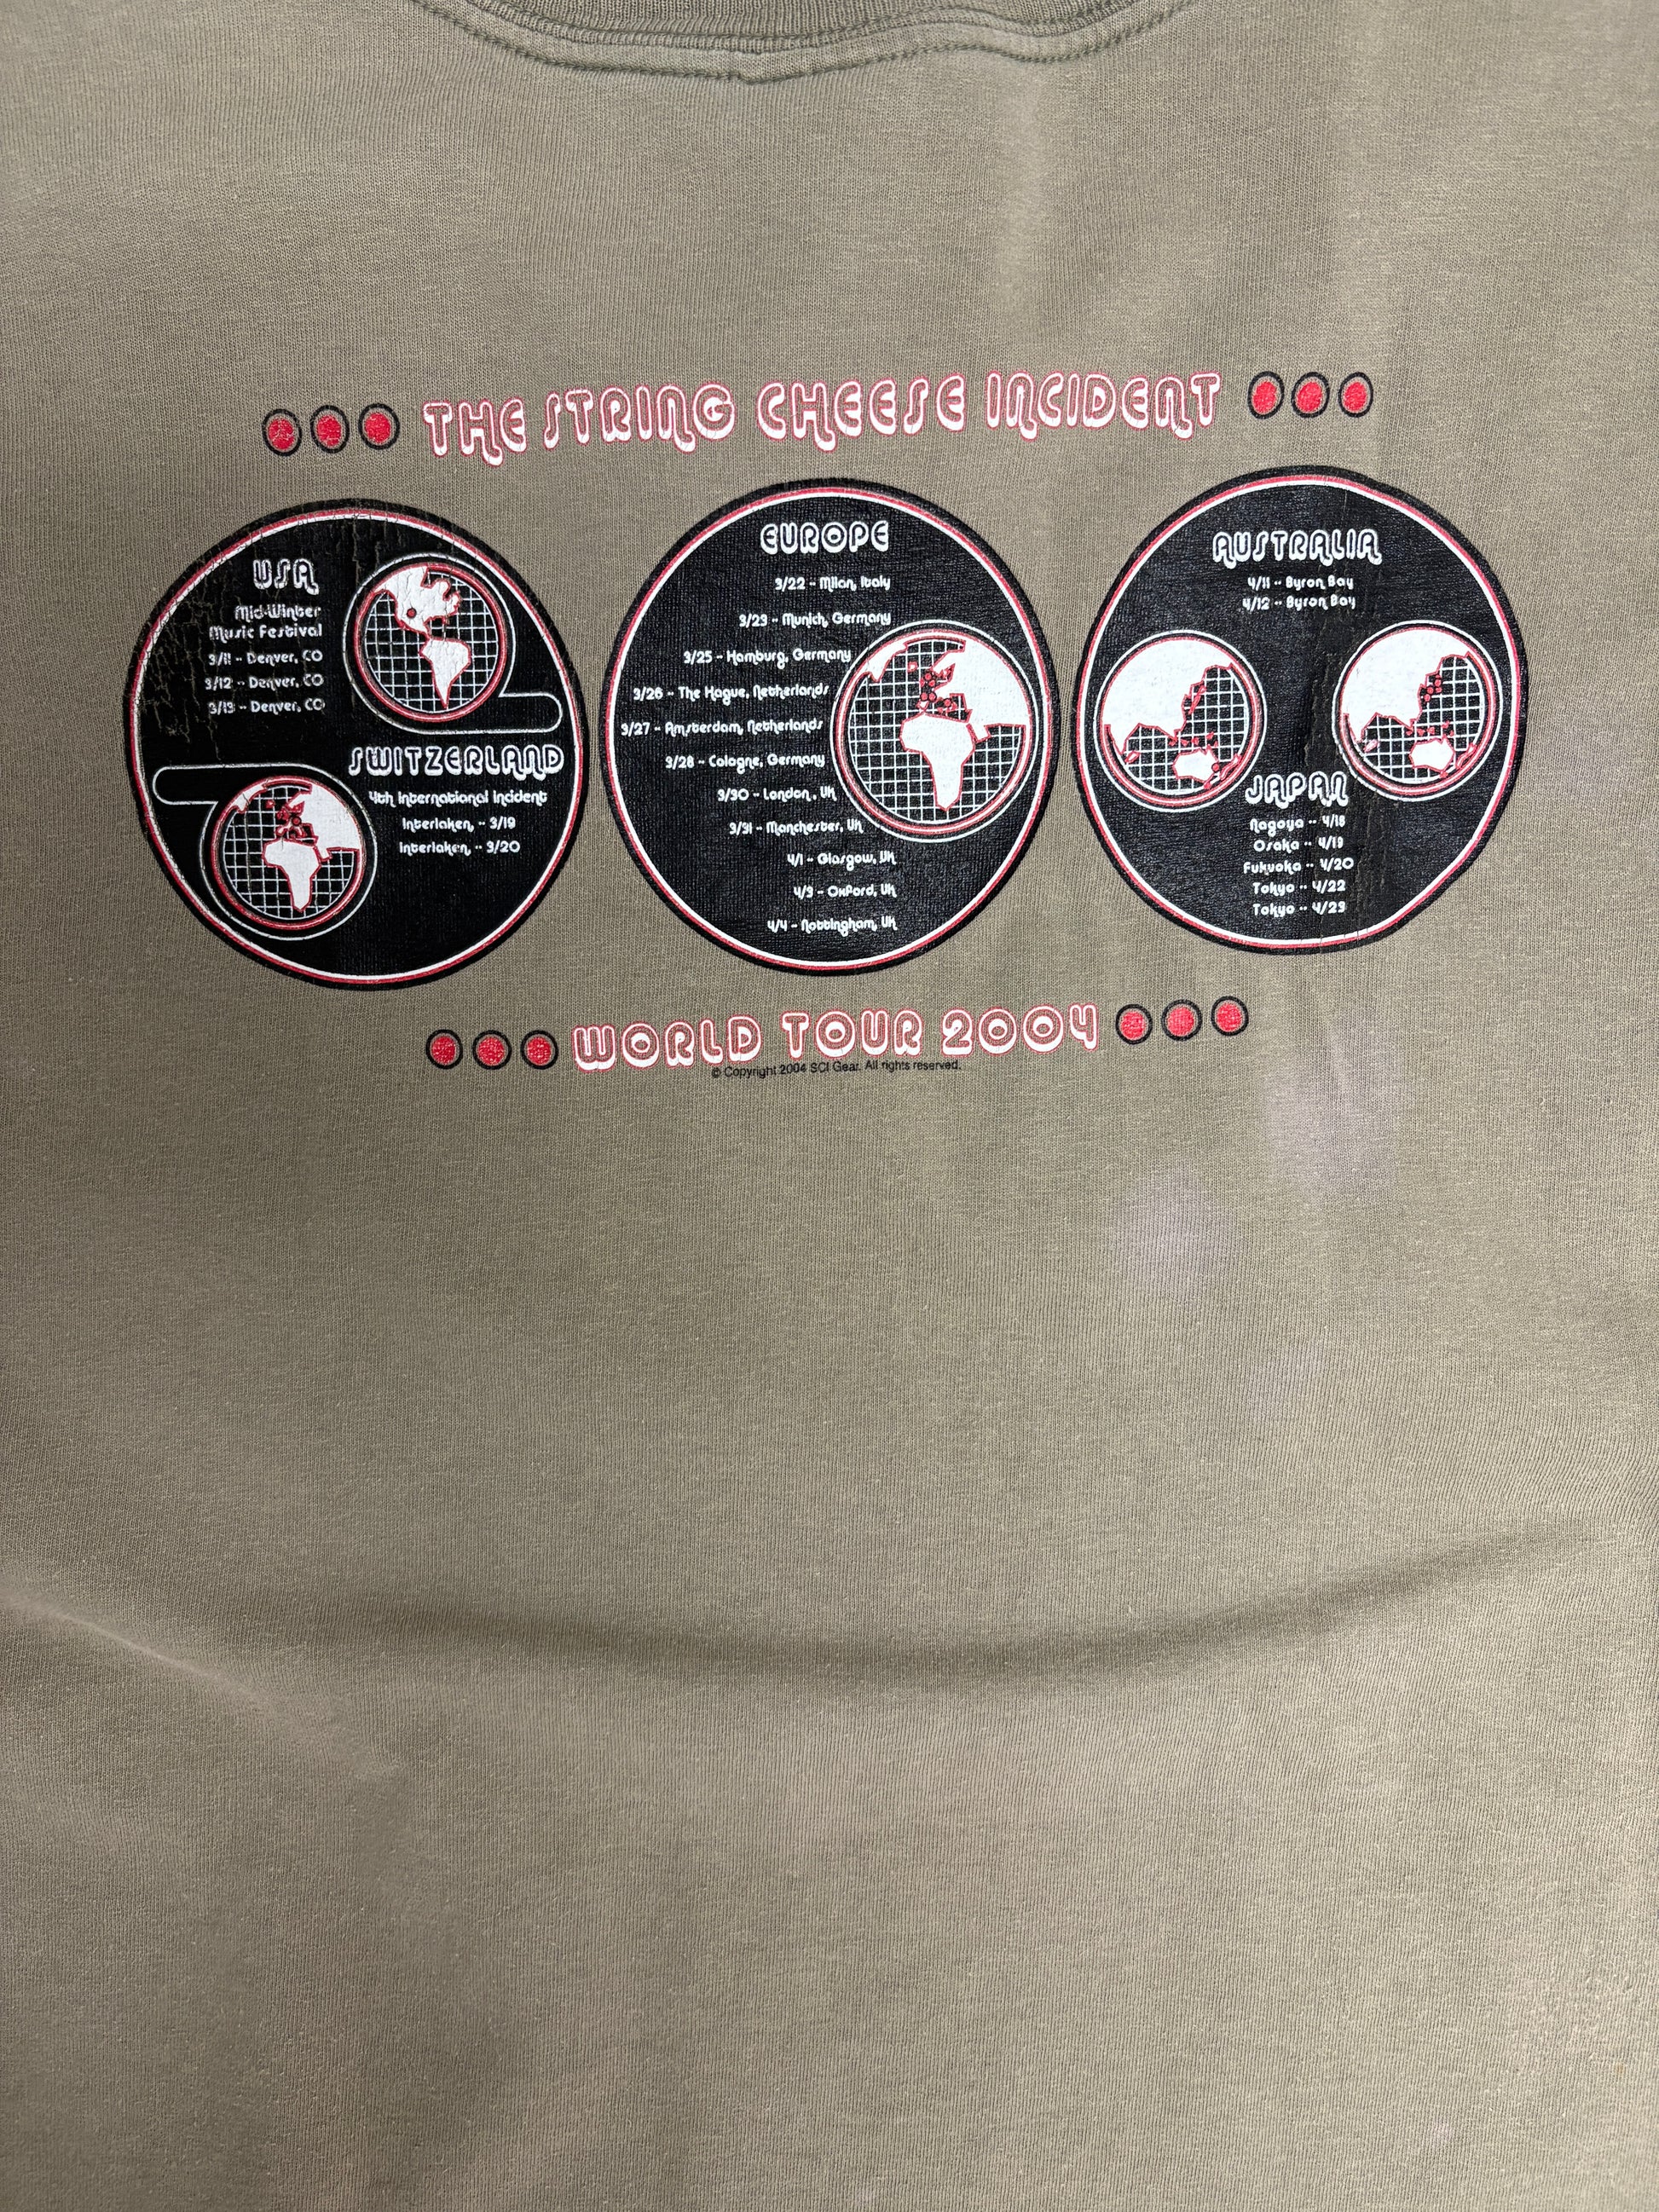 THE STRING CHEESE INCIDENT
USA
Mid-Winter
Music Festival
3/11 -- Denver, CO
3/12 -- Denver, CO
3/13 -- Denver, CO
SWITZERLAND
4th International Incident
Interlaken, -- 3/19
Interlaken, -- 3/20
EUROPE
3/22 - Milan, Italy
3/23 - Munich, Germany
3/25 - Hamburg, Germany
3/26 - The Hague, Netherlands
3/27 - Amsterdam, Netherlands
3/28 - Cologne, Germany
3/30 - London, UK
3/31 - Manchester, UK
4/1 - Glasgow, UK
4/3 - Oxford, UK
4/4 - Nottingham, UK
AUSTRALIA
4/11 -- Byron Bay
4/12 -- Byron Bay
JAPAN
Nagoya -- 4/18
Osaka -- 4/19
Fukuoka -- 4/20
Tokyo -- 4/22
Tokyo -- 4/23
WORLD TOUR 2004
© Copyright 2004 SCI Gear. All rights reserved.